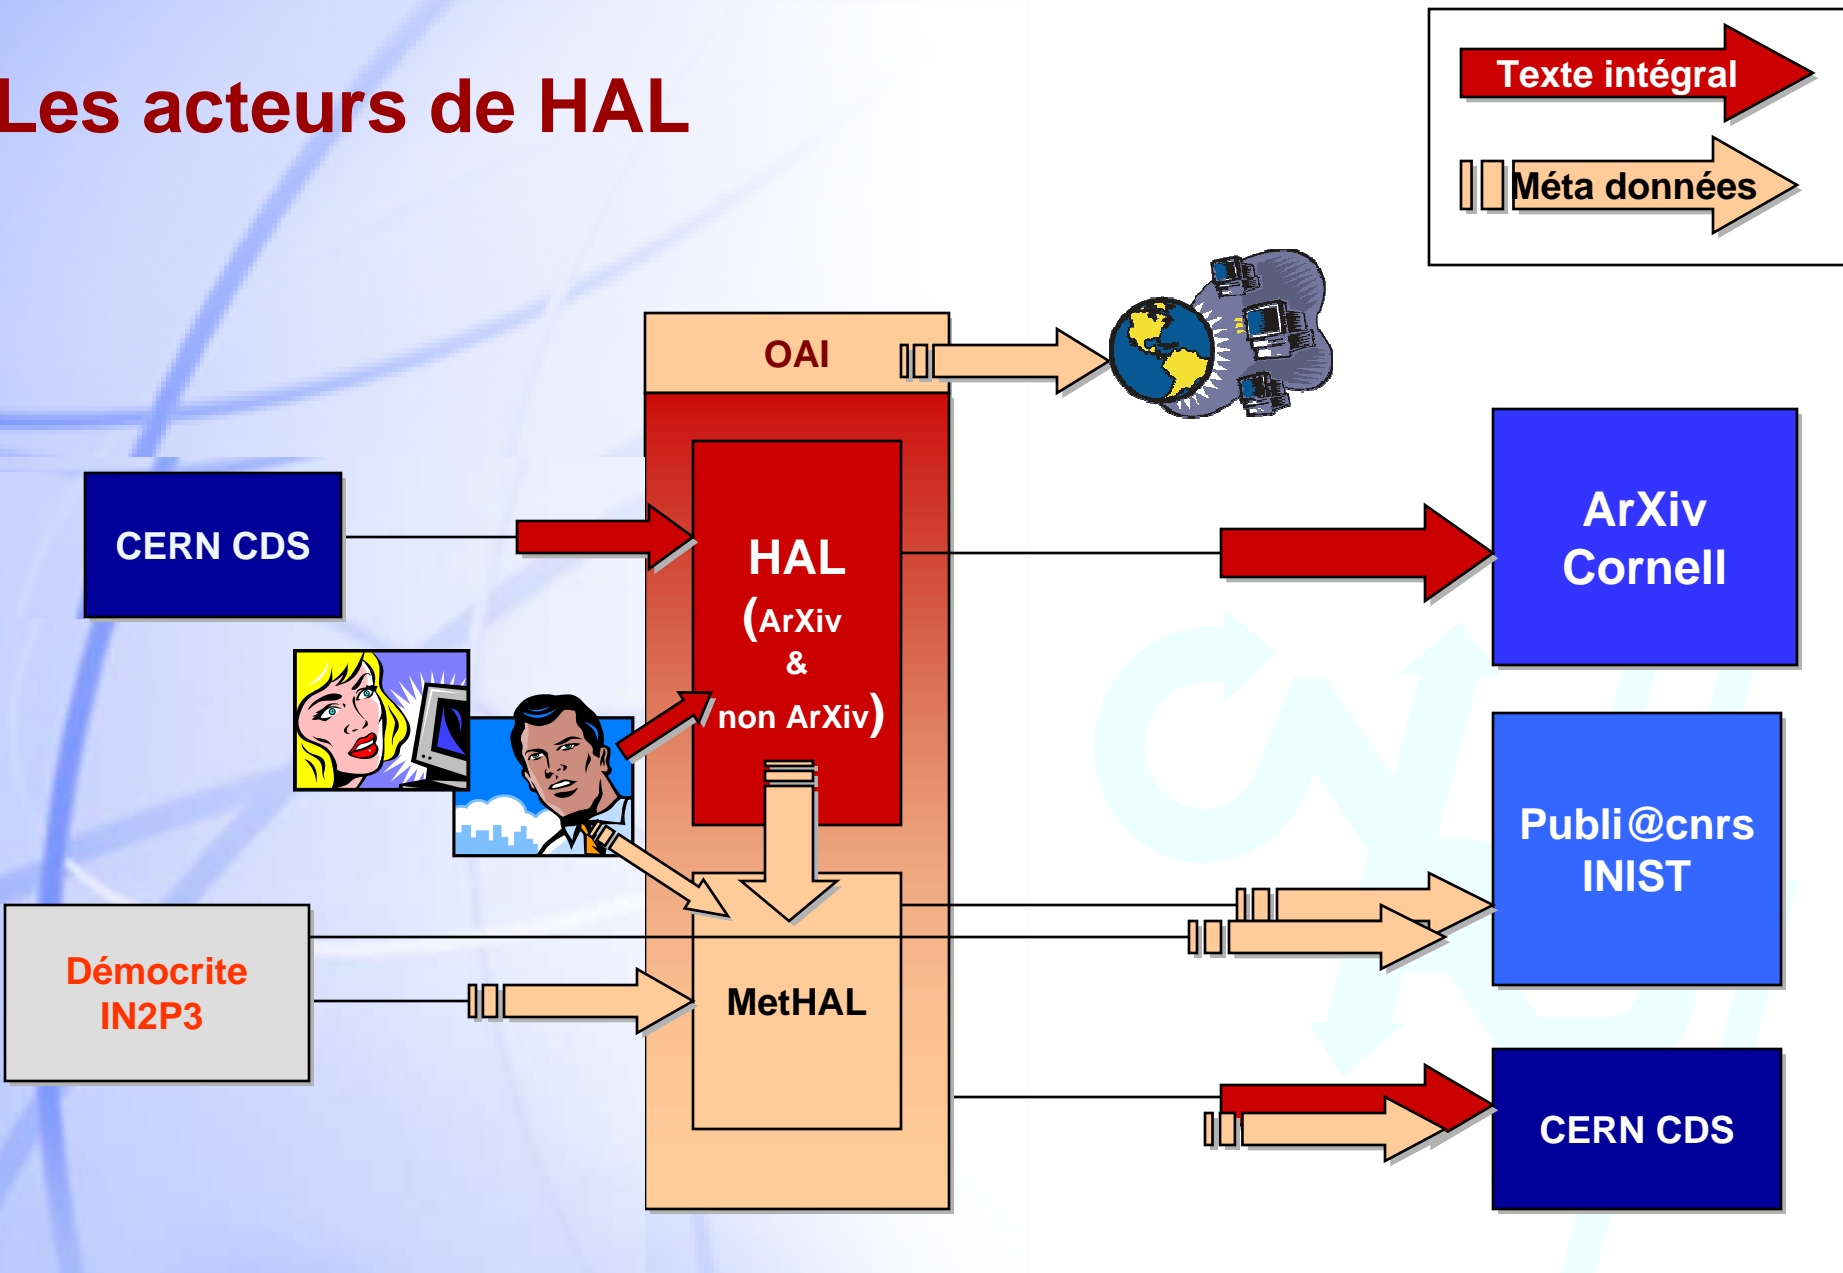 Les acteurs de HAL
Texte intégral
Méta données
OAI
CERN CDS
HAL
(ArXiv
&
non ArXiv)
ArXiv
Cornell
Publi@cnrs
INIST
Démocrite
IN2P3
MetHAL
CERN CDS
CNRS